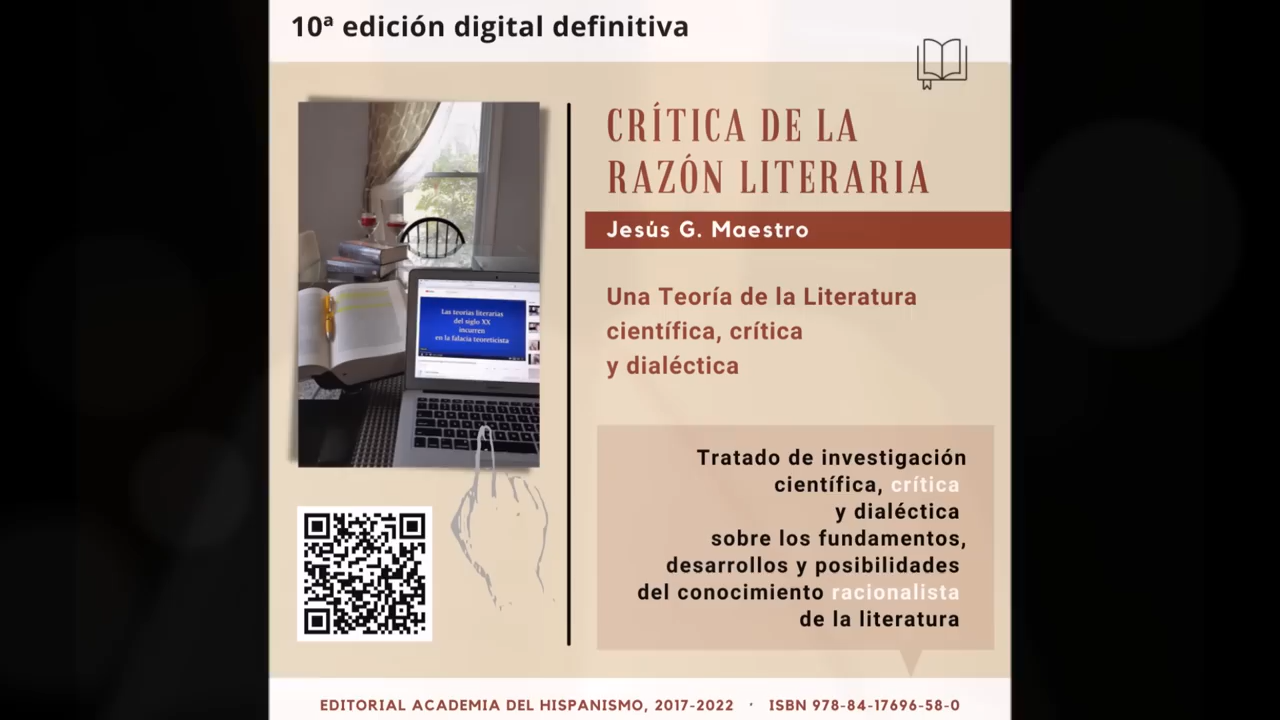 10ª edición digital definitiva
CRÍTICA DE LA
RAZÓN LITERARIA
Jesús G. Maestro
Una Teoría de la Literatura
científica, crítica
y dialéctica
Las teorías literarias
del siglo XX
incurren
en la falacia teoreticista
Tratado de investigación
científica, crítica
y dialéctica
sobre los fundamentos,
desarrollos y posibilidades
del conocimiento racionalista
de la literatura
EDITORIAL ACADEMIA DEL HISPANISMO, 2017-2022 · ISBN 978-84-17696-58-0